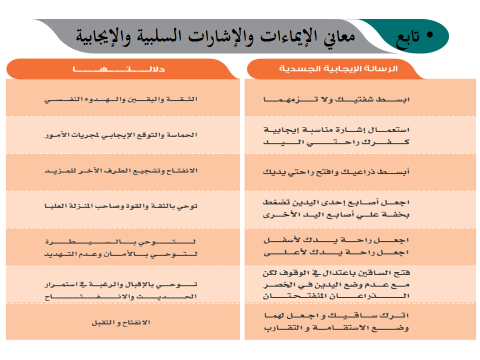 • تابع معاني الإيماءات والإشارات السلبية والإيجابية
الرسالة الإيجابية الجسدية
دلالتها
ابسط شفتيك ولا تزمهما
الثقة واليقين والهدوء النفسي
استعمال إشارة مناسبة إيجابية
كفرك راحتي اليد
الحماسة والتوقع الإيجابي لمجريات الأمور
أبسط ذراعيك وافتح راحتي يديك
الانفتاح وتشجيع الطرف الآخر للمزيد
اجعل أصابع إحدى اليدين تضغط
بخفة على أصابع اليد الأخرى
توحي بالثقة والقوة وصاحب المنزلة العليا
اجعل راحة يدك لأسفل
اجعل راحة يدك لأعلى
لتوحي بالسيطرة
لتوحي بالأمان وعدم التهديد
فتح الساقين باعتدال في الوقوف لكن
مع عدم وضع اليدين في الخصر
الذراعان المنفتحتان
توحي بالإقبال والرغبة في استمرار
الحديث والانفتاح
اترك ساقيك و اجعل لهما
وضع الاستقامة و التقارب
الانفتاح و التقبل